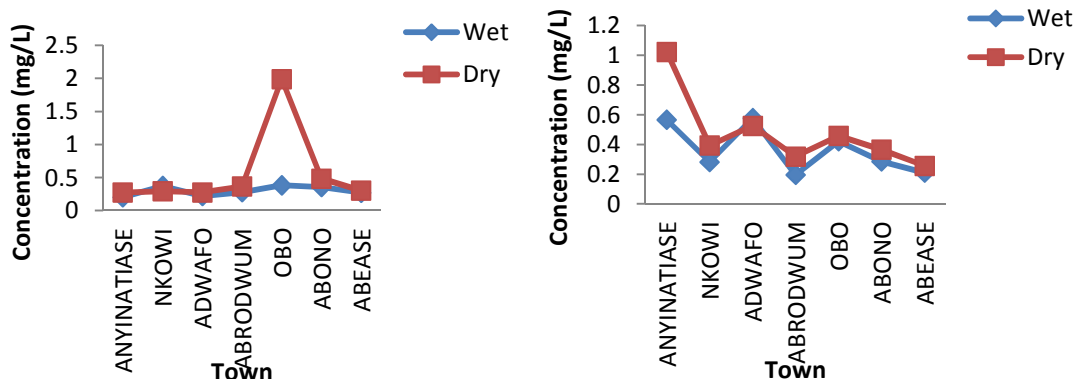 Concentration (mg/L)
2.5
2
1.5
1
0.5
0
Wet
Dry
ANYINATIASE
NKOWI
ADWAFO
ABRODWUM
OBO
ABONO
ABEASE
Town
Concentration (mg/L)
1.2
1
0.8
0.6
0.4
0.2
0
Wet
Dry
ANYINATIASE
NKOWI
ADWAFO
ABRODWUM
OBO
ABONO
ABEASE
Town